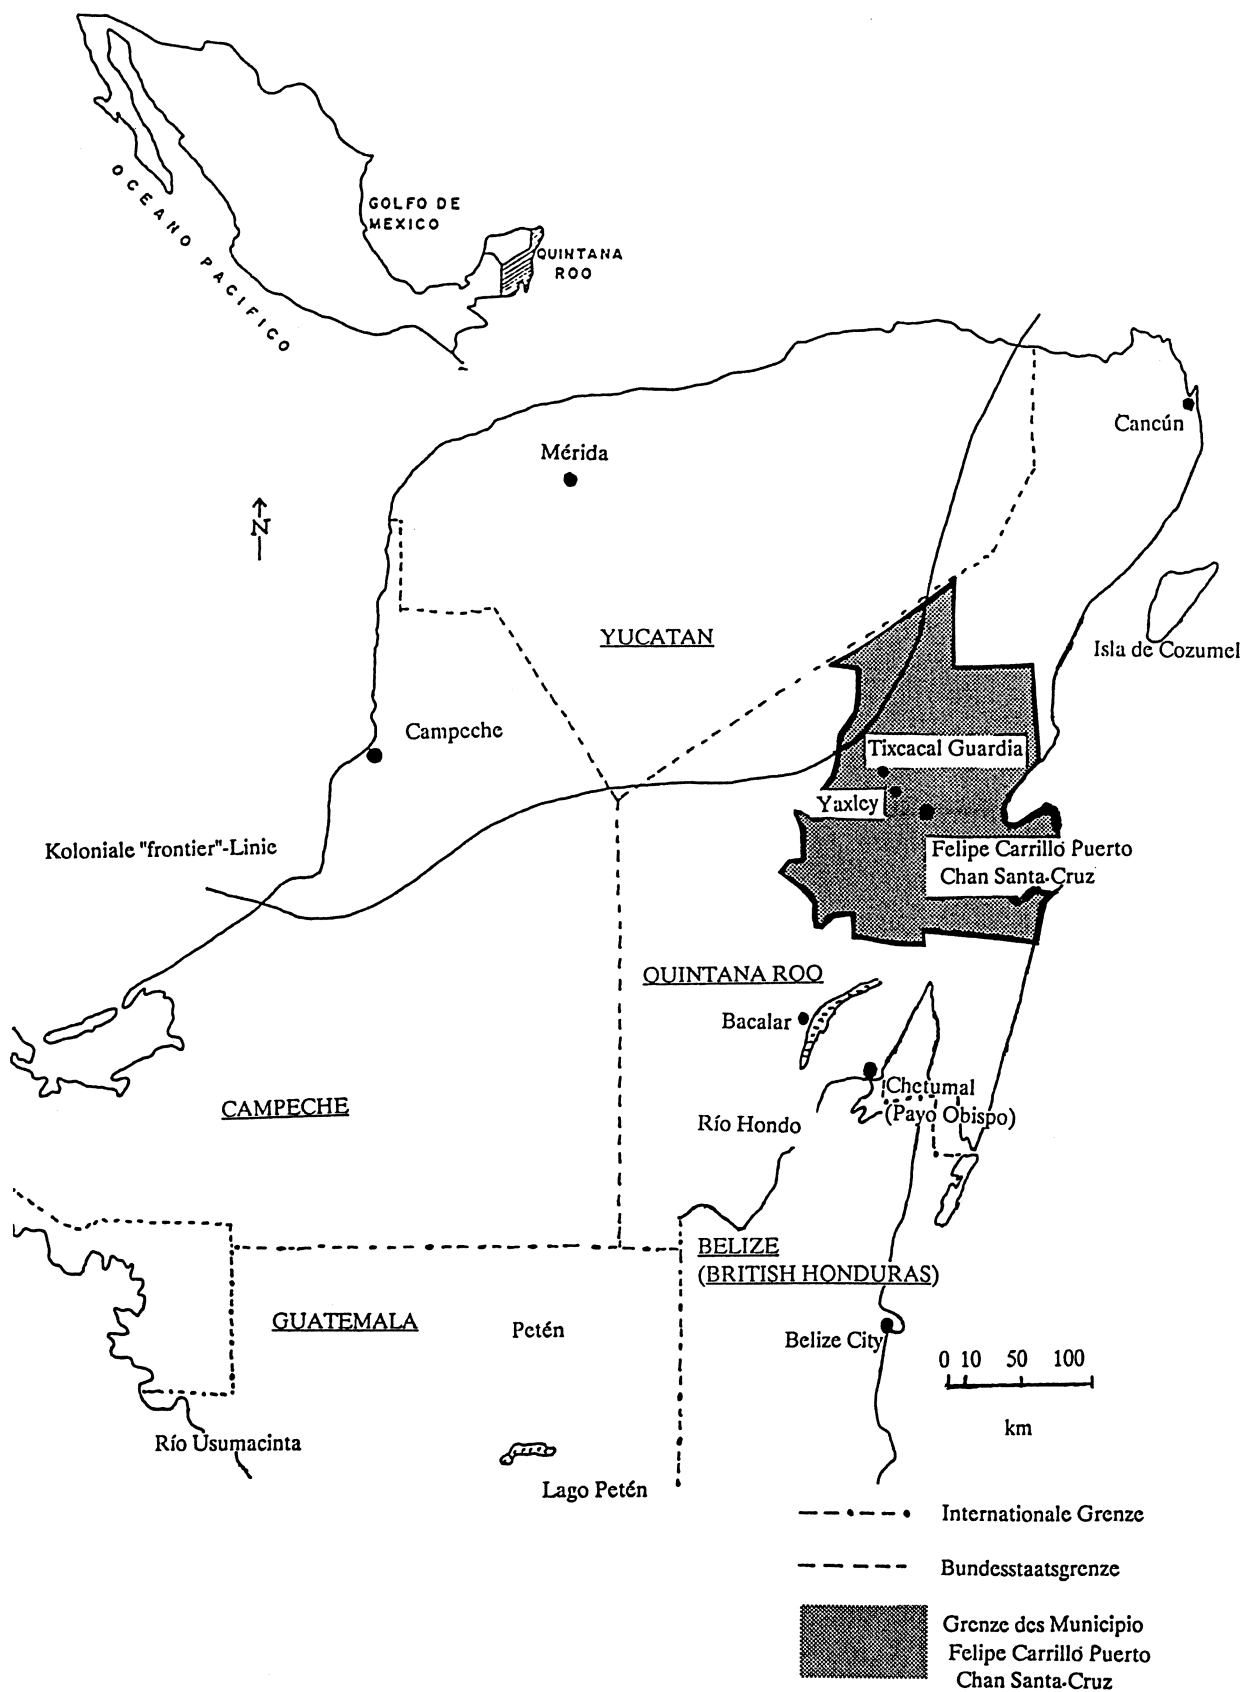 OCEANO PACIFICO
GOLFO DE
MEXICO
QUINTANA
ROO
Cancún
Mérida
N
YUCATAN
Isla de Cozumel
Campeche
Tixcacal Guardia
Yaxley
Koloniale "frontier"-Linie
Felipe Carrillo Puerto
Chan Santa Cruz
QUINTANA ROO
Bacalar
Chetumal
(Payo Obispo)
CAMPECHE
Río Hondo
BELIZE
(BRITISH HONDURAS)
GUATEMALA
Petén
Belize City
0 10 50 100
km
Río Usumacinta
Lago Petén
Internationale Grenze
Bundesstaatsgrenze
Grenze des Municipio
Felipe Carrillo Puerto
Chan Santa Cruz